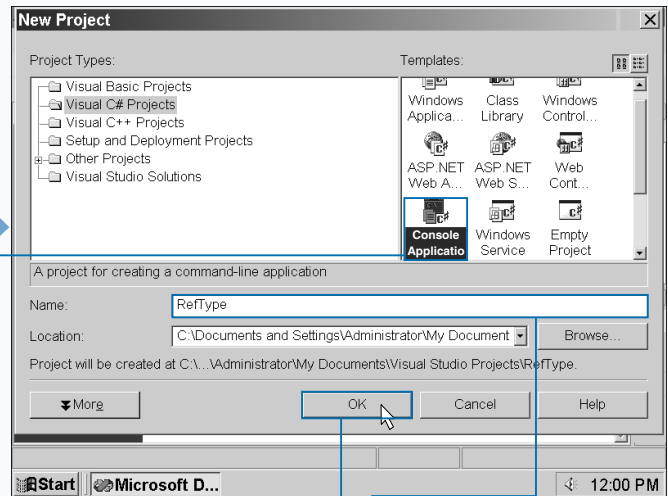 New Project
Project Types:
Visual Basic Projects
Visual C# Projects
Visual C++ Projects
Setup and Deployment Projects
Other Projects
Visual Studio Solutions
Templates:
Windows Applica...
Class Library
Windows Control...
ASP.NET Web A...
ASP.NET Web S...
Web Cont...
Console Applicatio
Windows Service
Empty Project
A project for creating a command-line application
Name:
RefType
Location:
C:\Documents and Settings\Administrator\My Document
Browse...
Project will be created at C:\...\Administrator\My Documents\Visual Studio Projects\RefType.
More
OK
Cancel
Help
Start
Microsoft D...
12:00 PM